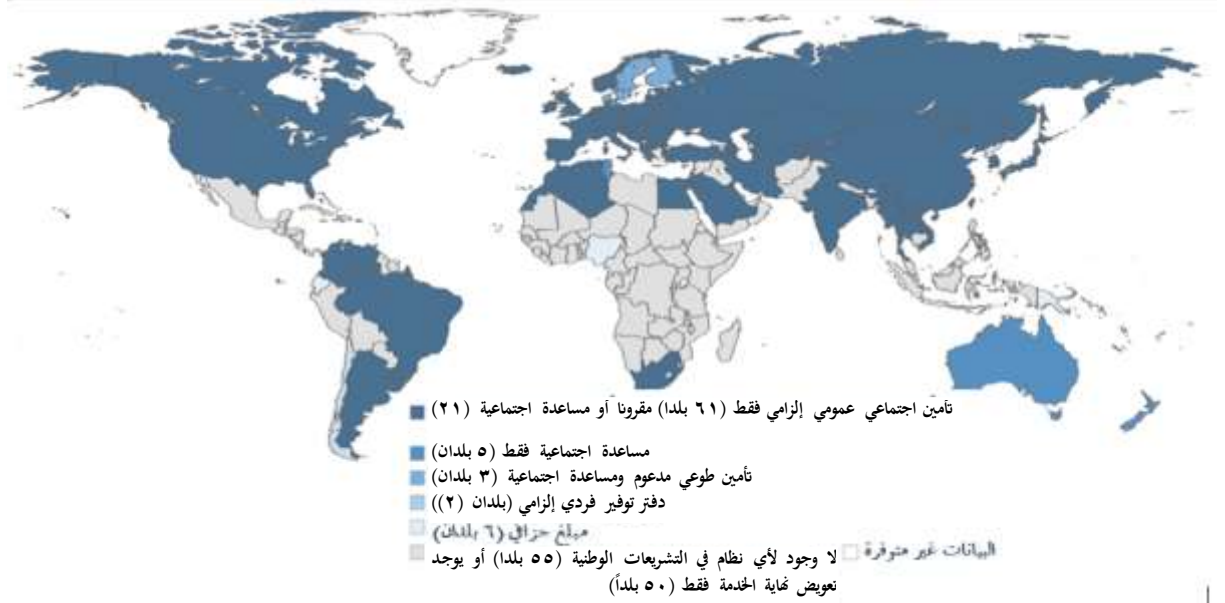 تأمين اجتماعي عمومي إلزامي فقط (٦١ بلدا) مقرونا أو مساعدة اجتماعية (٢١)
مساعدة اجتماعية فقط (٥ بلدان)
تأمين طوعي مدعوم ومساعدة اجتماعية (٣ بلدان)
دفتر توفير فردي إلزامي (بلدان (٢))
مبلغ جزافي (٦ بلدان)
البيانات غير متوفرة
لا وجود لأي نظام في التشريعات الوطنية (٥٥ بلدا) أو يوجد
تعويض نهاية الخدمة فقط (٥٠ بلداً)